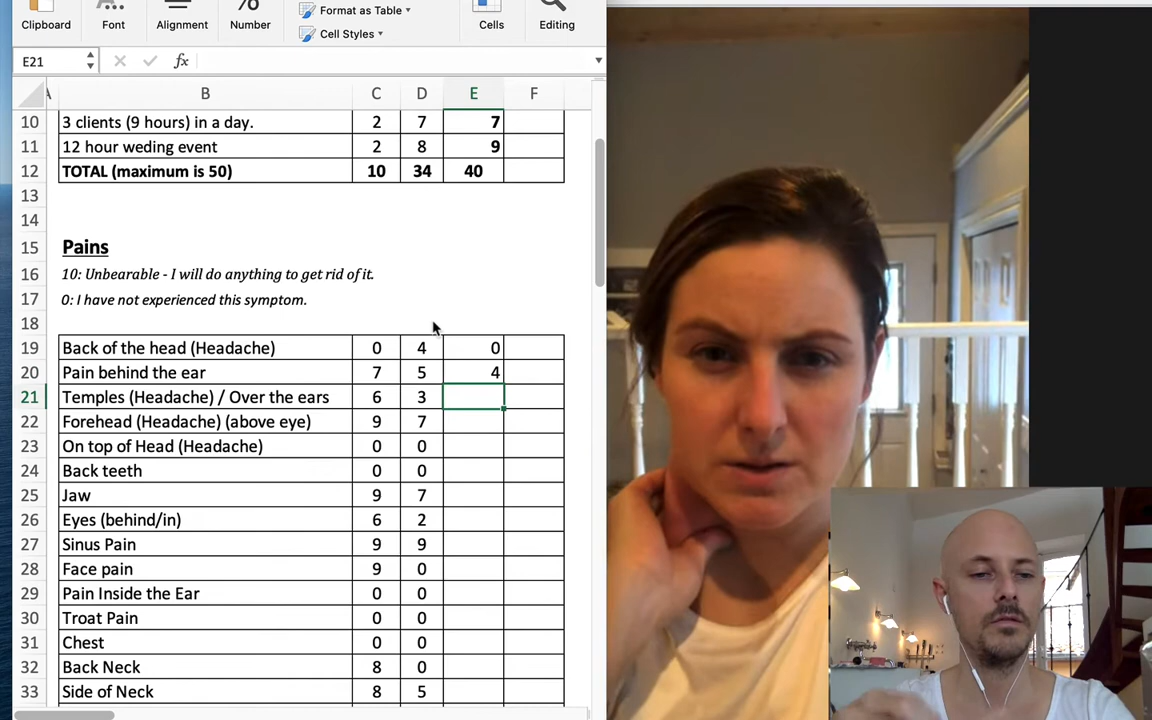 Clipboard Font Alignment Number Format as Table Cell Styles Cells Editing
E21 fx
A B C D E F
10 3 clients (9 hours) in a day. 2 7 7
11 12 hour weding event 2 8 9
12 TOTAL (maximum is 50) 10 34 40
13
14
15 Pains
16 10: Unbearable - I will do anything to get rid of it.
17 0: I have not experienced this symptom.
18
19 Back of the head (Headache) 0 4 0
20 Pain behind the ear 7 5 4
21 Temples (Headache) / Over the ears 6 3
22 Forehead (Headache) (above eye) 9 7
23 On top of Head (Headache) 0 0
24 Back teeth 0 0
25 Jaw 9 7
26 Eyes (behind/in) 6 2
27 Sinus Pain 9 9
28 Face pain 9 0
29 Pain Inside the Ear 0 0
30 Troat Pain 0 0
31 Chest 0 0
32 Back Neck 8 0
33 Side of Neck 8 5